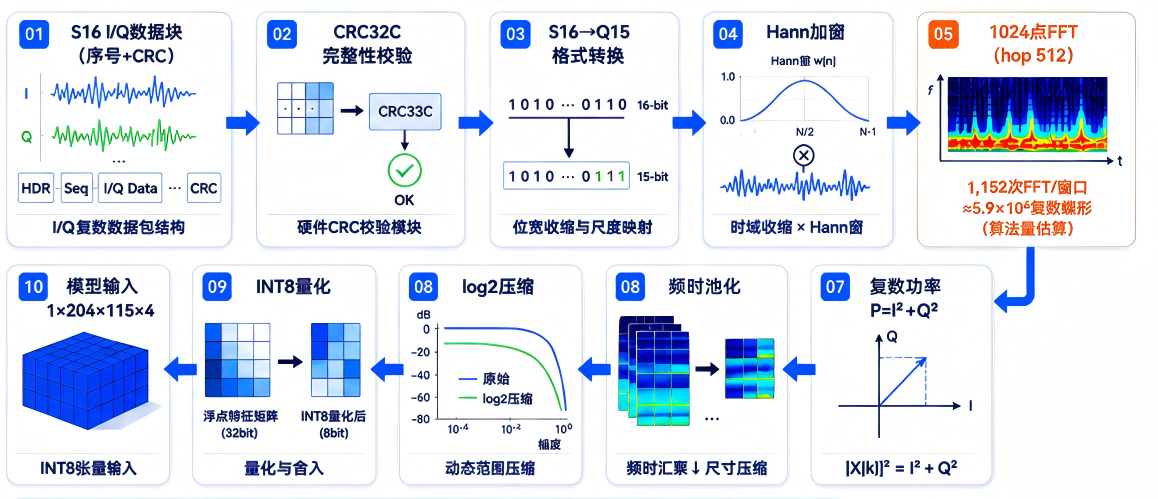 01
S16 I/Q数据块
（序号+CRC）
I
Q
...
HDR
Seq
I/Q Data
...
CRC
I/Q复数数据包结构
02
CRC32C
完整性校验
CRC33C
OK
硬件CRC校验模块
03
S16→Q15
格式转换
1010 ... 0110 16-bit
1010 ... 0111 15-bit
位宽收缩与尺度映射
04
Hann加窗
w[n]
1.0
0.0
N/2
N-1
时域收缩 × Hann窗
05
1024点FFT
（hop 512）
f
t
1,152次FFT/窗口
≈5.9×10⁶复数蝶形
（算法量估算）
10
模型输入
1×204×115×4
INT8张量输入
09
INT8量化
浮点特征矩阵
(32bit)
INT8量化后
(8bit)
量化与舍入
08
log2压缩
dB
0
-20
-40
-60
-80
原始
log2压缩
10⁻⁴
10⁻²
10⁰
动态范围压缩
08
频时池化
...
频时汇聚↓尺寸压缩
07
复数功率
P=I²+Q²
Q
I
|X[k)]² = I² + Q²